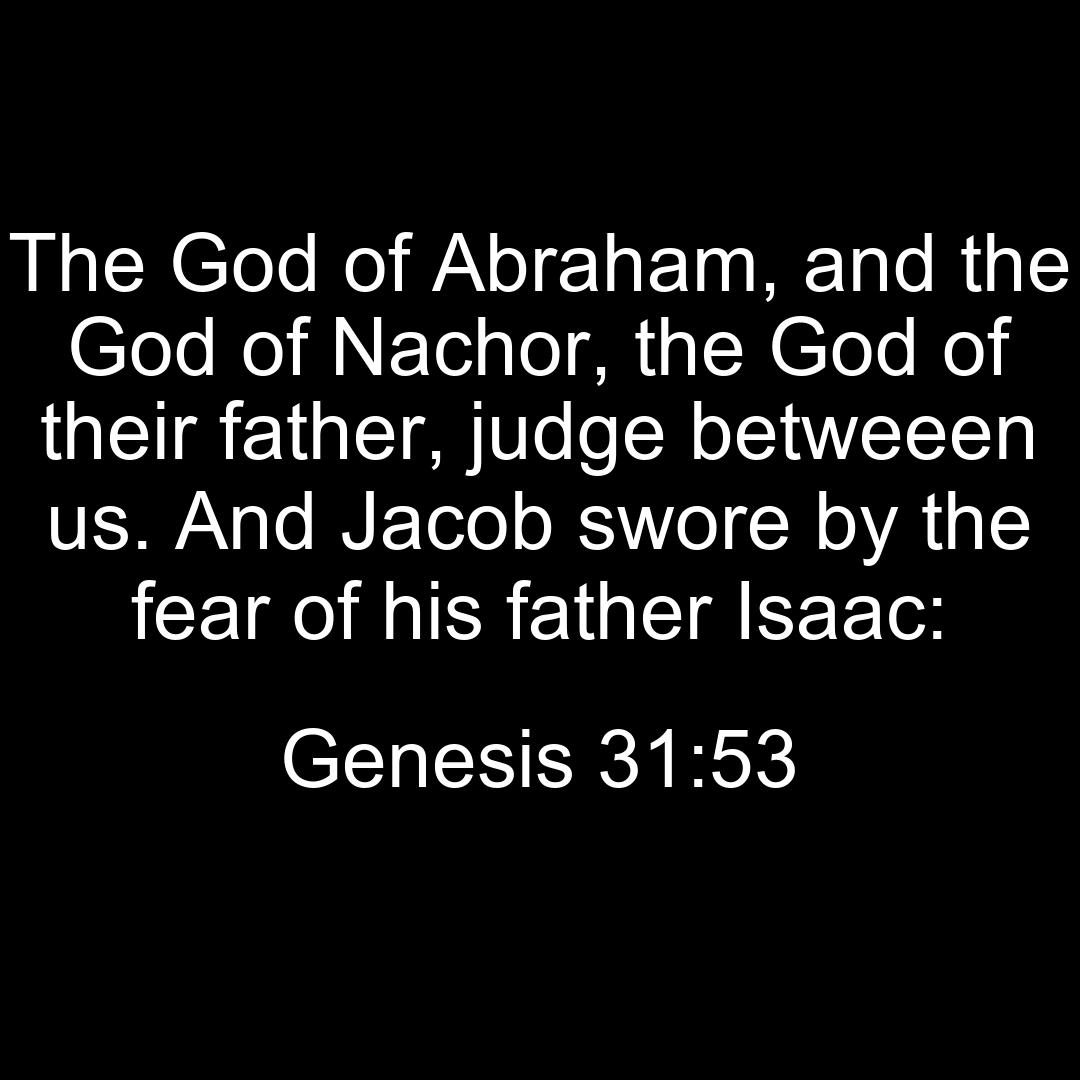 The God of Abraham, and the
God of Nachor, the God of
their father, judge betweeen
us. And Jacob swore by the
fear of his father Isaac:
Genesis 31:53